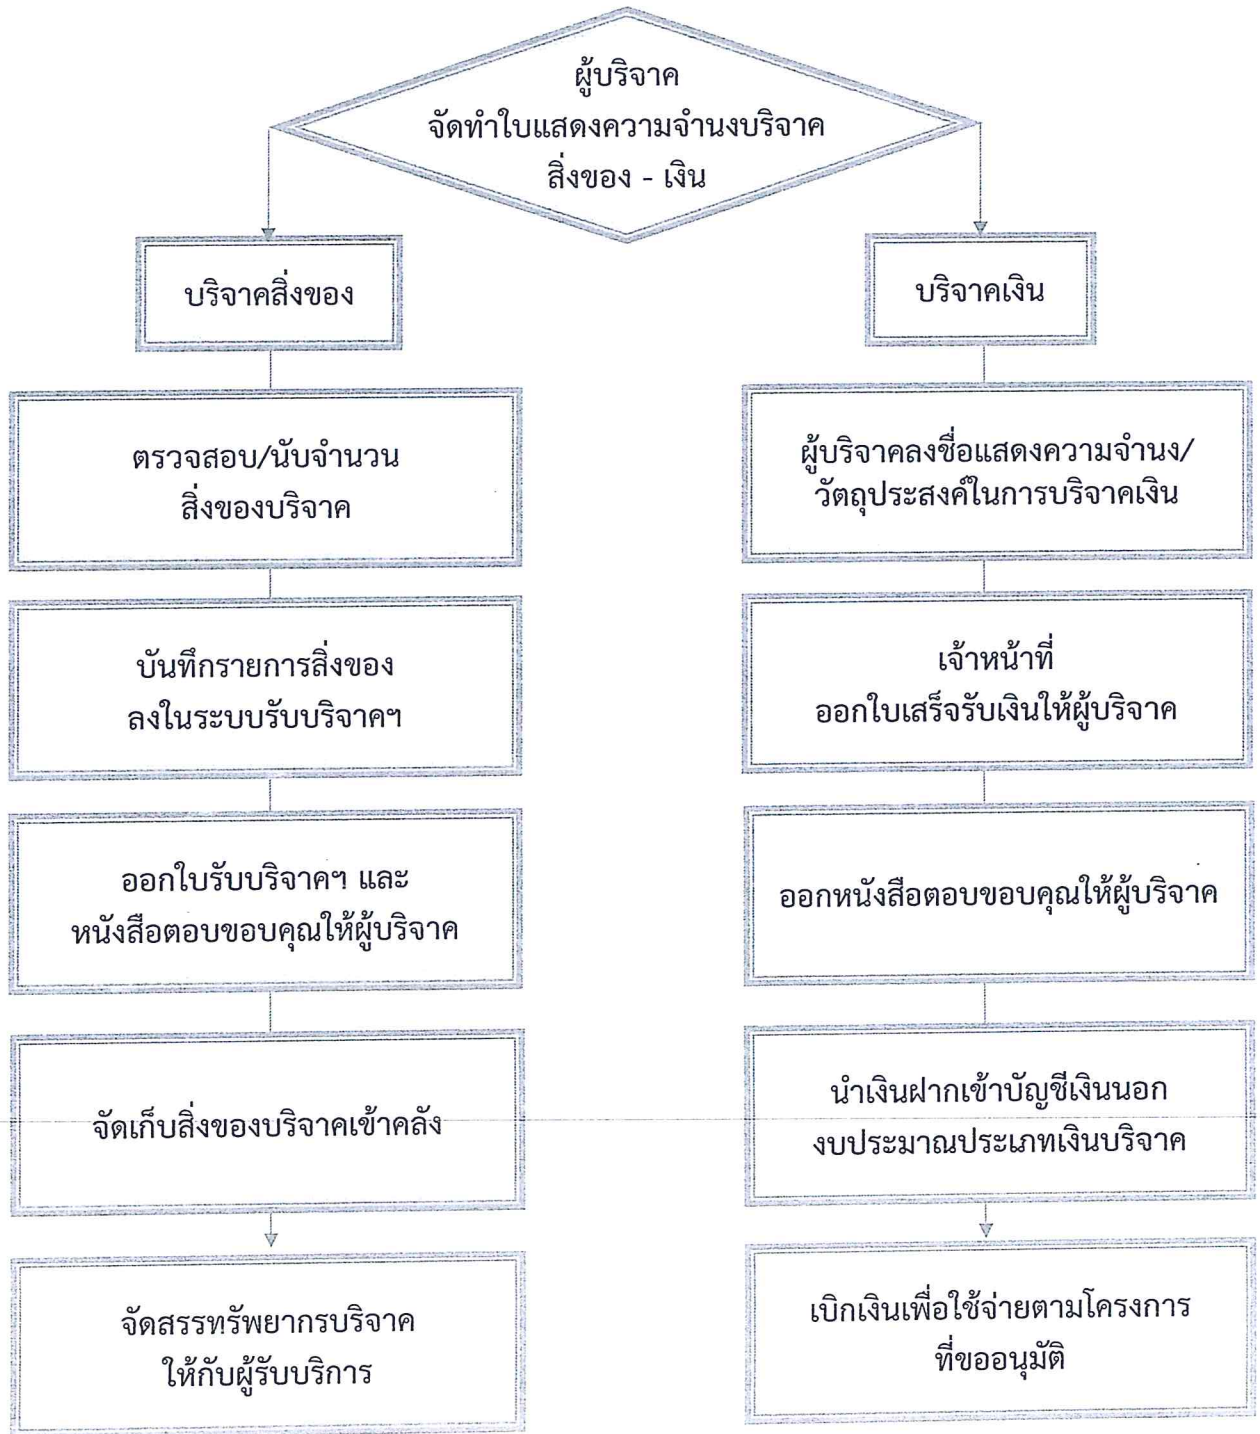 ผู้บริจาค
จัดทำใบแสดงความจำนงบริจาค
สิ่งของ - เงิน
บริจาคสิ่งของ
ตรวจสอบ/นับจำนวน
สิ่งของบริจาค
บันทึกรายการสิ่งของ
ลงในระบบรับบริจาคฯ
ออกใบรับบริจาคฯ และ
หนังสือตอบขอบคุณให้ผู้บริจาค
จัดเก็บสิ่งของบริจาคเข้าคลัง
จัดสรรทรัพยากรบริจาค
ให้กับผู้รับบริการ
บริจาคเงิน
ผู้บริจาคลงชื่อแสดงความจำนง/
วัตถุประสงค์ในการบริจาคเงิน
เจ้าหน้าที่
ออกใบเสร็จรับเงินให้ผู้บริจาค
ออกหนังสือตอบขอบคุณให้ผู้บริจาค
นำเงินฝากเข้าบัญชีเงินนอก
งบประมาณประเภทเงินบริจาค
เบิกเงินเพื่อใช้จ่ายตามโครงการ
ที่ขออนุมัติ